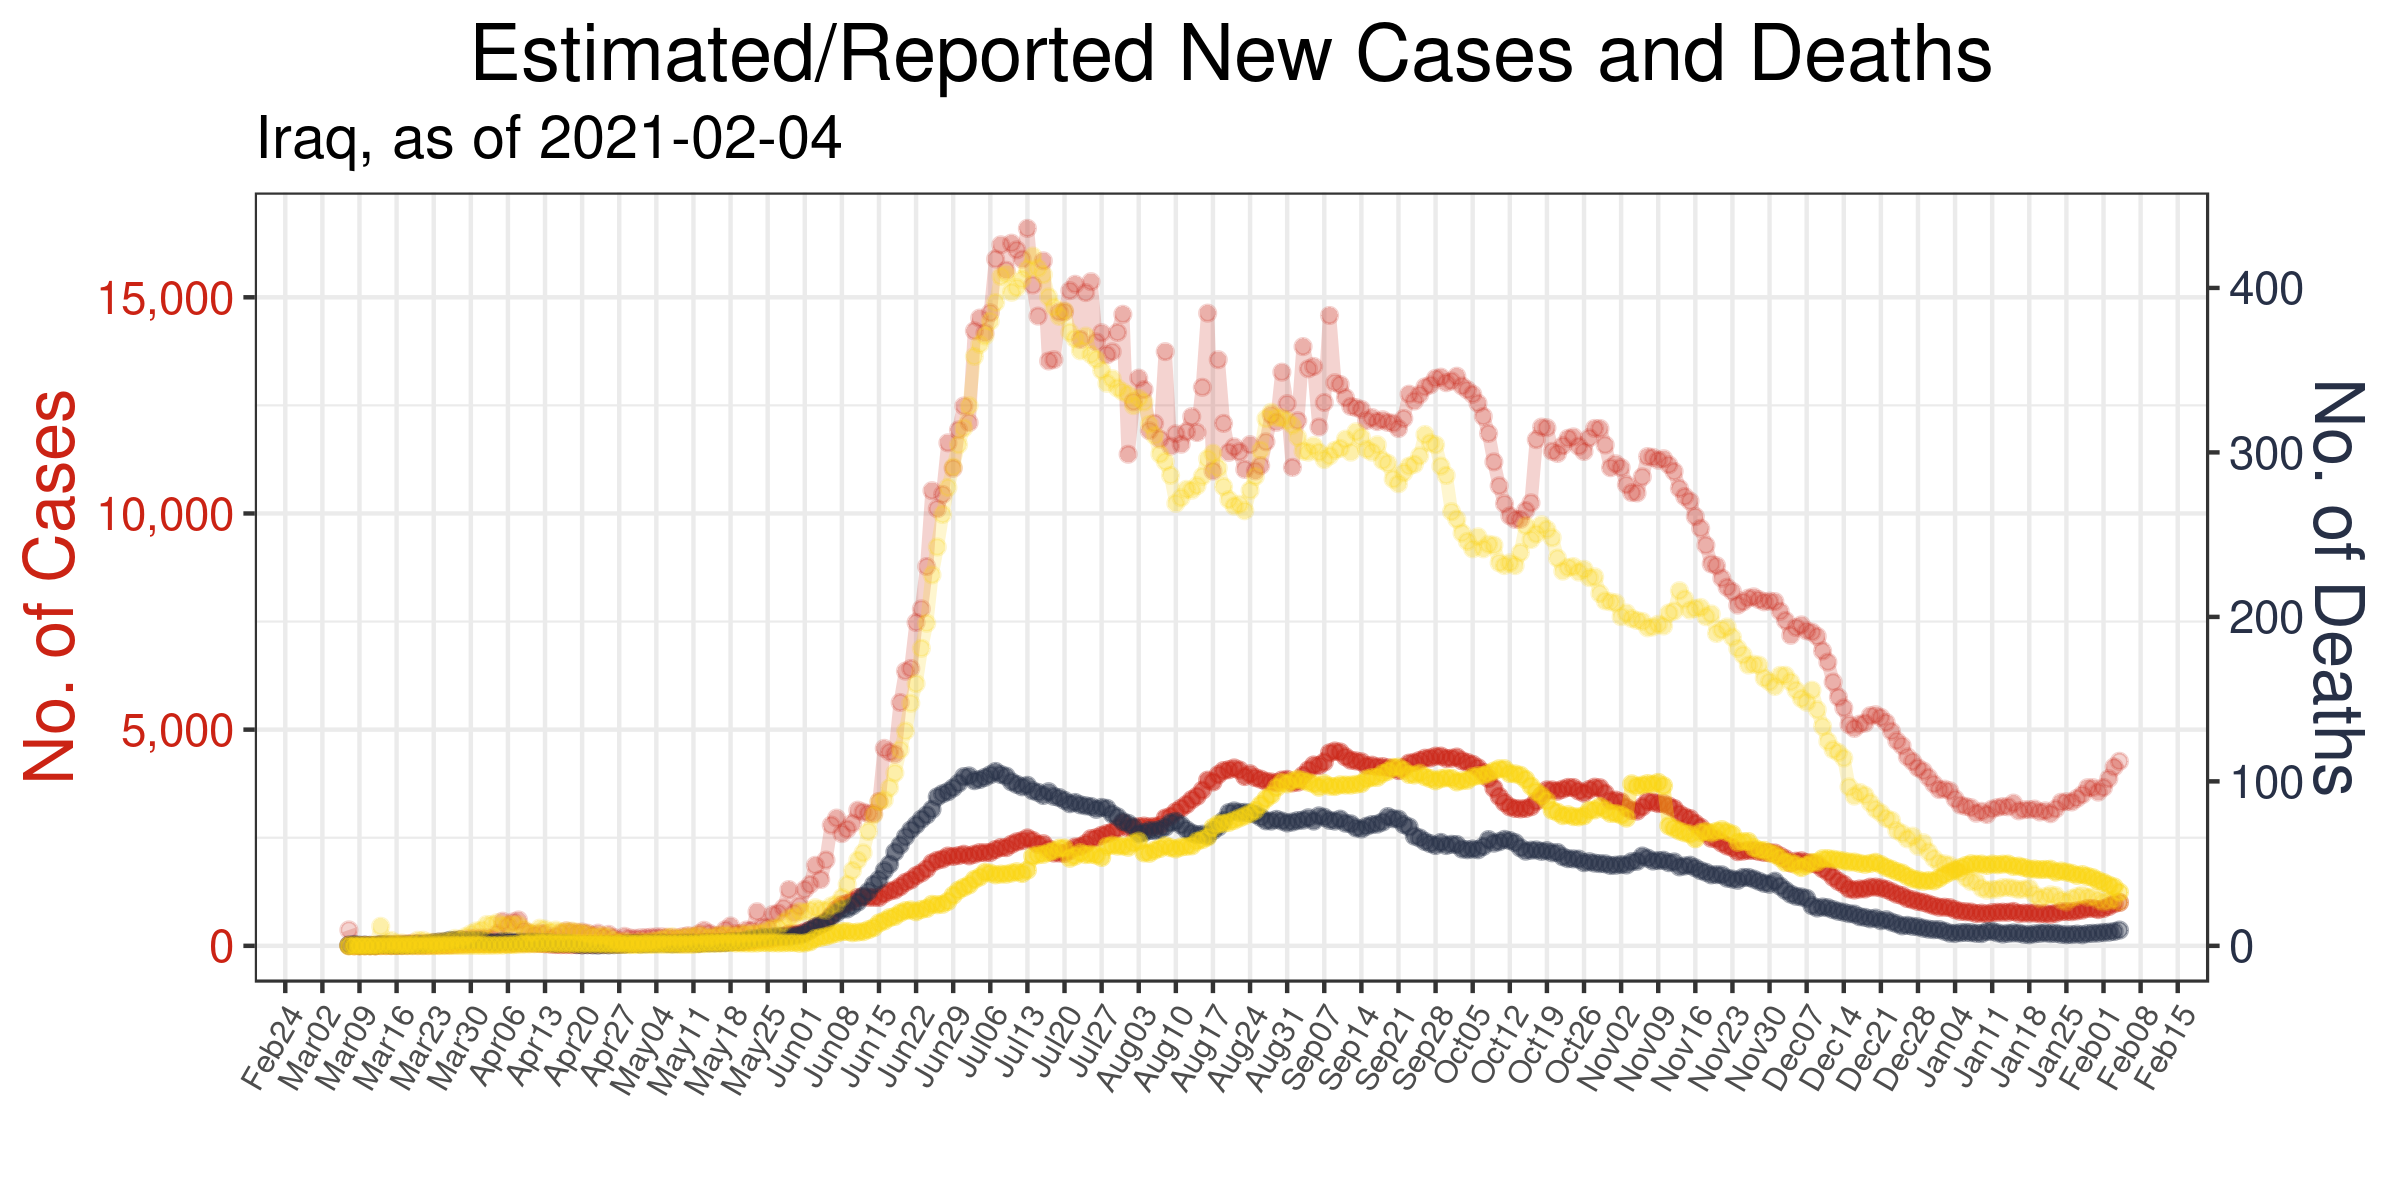 Estimated/Reported New Cases and Deaths
Iraq, as of 2021-02-04
No. of Cases
15,000
10,000
5,000
0
400
300
200
100
0
No. of Deaths
Feb24
Mar02
Mar09
Mar16
Mar23
Mar30
Apr06
Apr13
Apr20
Apr27
May04
May11
May18
May25
Jun01
Jun08
Jun15
Jun22
Jun29
Jul06
Jul13
Jul20
Jul27
Aug03
Aug10
Aug17
Aug24
Aug31
Sep07
Sep14
Sep21
Sep28
Oct05
Oct12
Oct19
Oct26
Nov02
Nov09
Nov16
Nov23
Nov30
Dec07
Dec14
Dec21
Dec28
Jan04
Jan11
Jan18
Jan25
Feb01
Feb08
Feb15